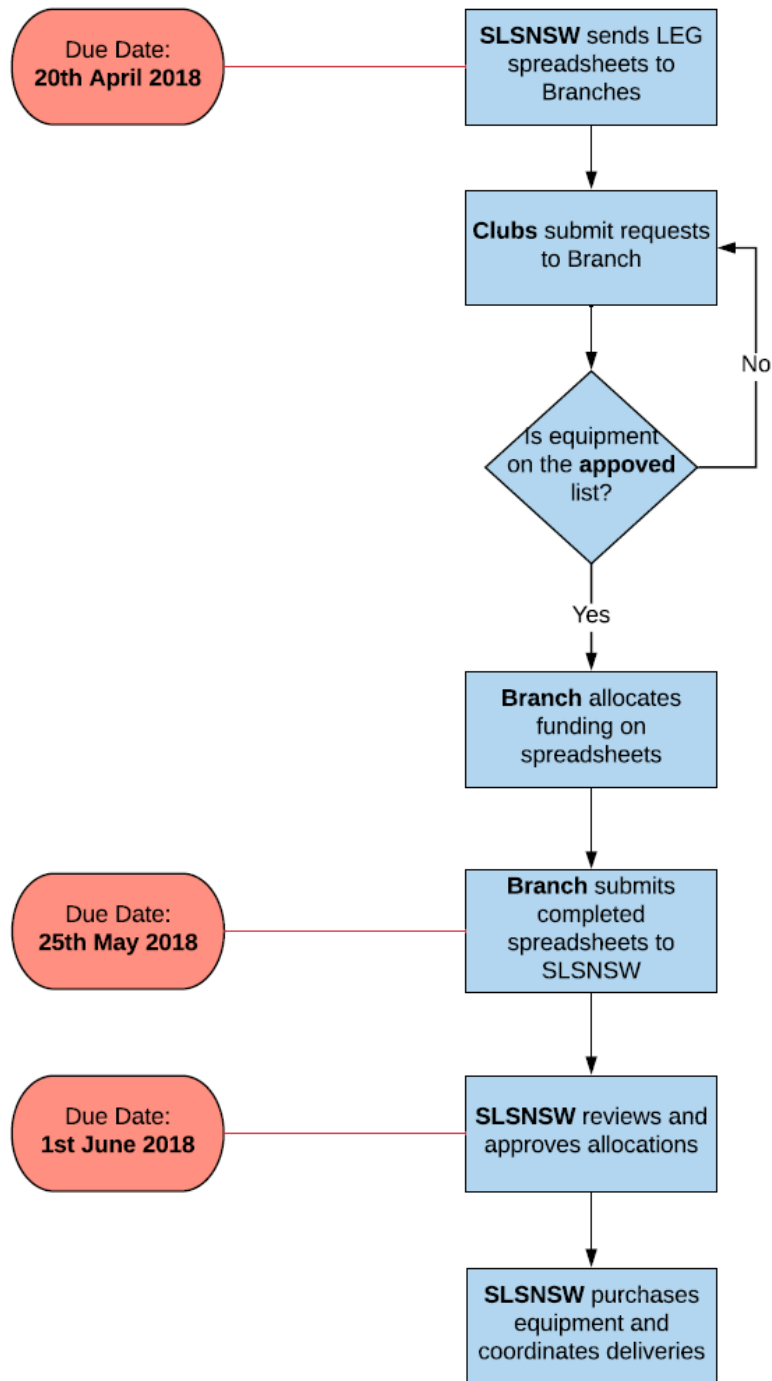 Due Date:
20th April 2018
SLSNSW sends LEG
spreadsheets to
Branches
Clubs submit requests
to Branch
No
Is equipment
on the appoved
list?
Yes
Branch allocates
funding on
spreadsheets
Due Date:
25th May 2018
Branch submits
completed
spreadsheets to
SLSNSW
Due Date:
1st June 2018
SLSNSW reviews and
approves allocations
SLSNSW purchases
equipment and
coordinates deliveries